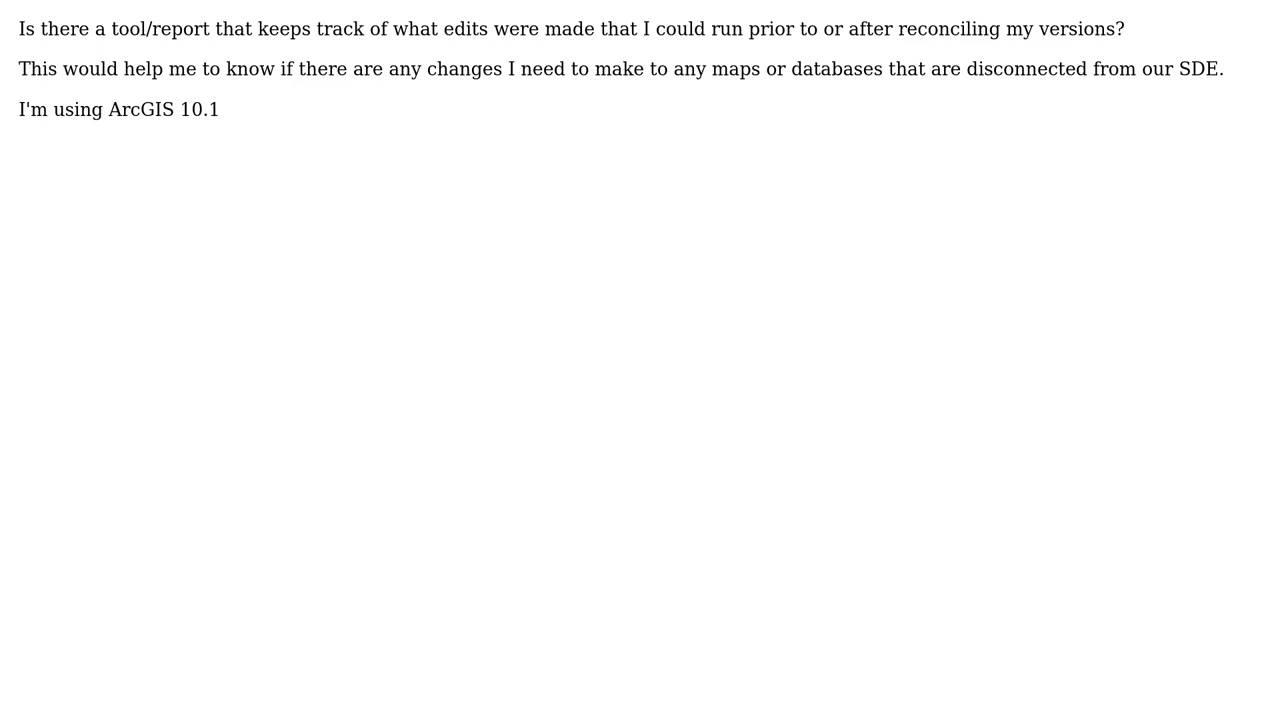 Is there a tool/report that keeps track of what edits were made that I could run prior to or after reconciling my versions?
This would help me to know if there are any changes I need to make to any maps or databases that are disconnected from our SDE.
I'm using ArcGIS 10.1